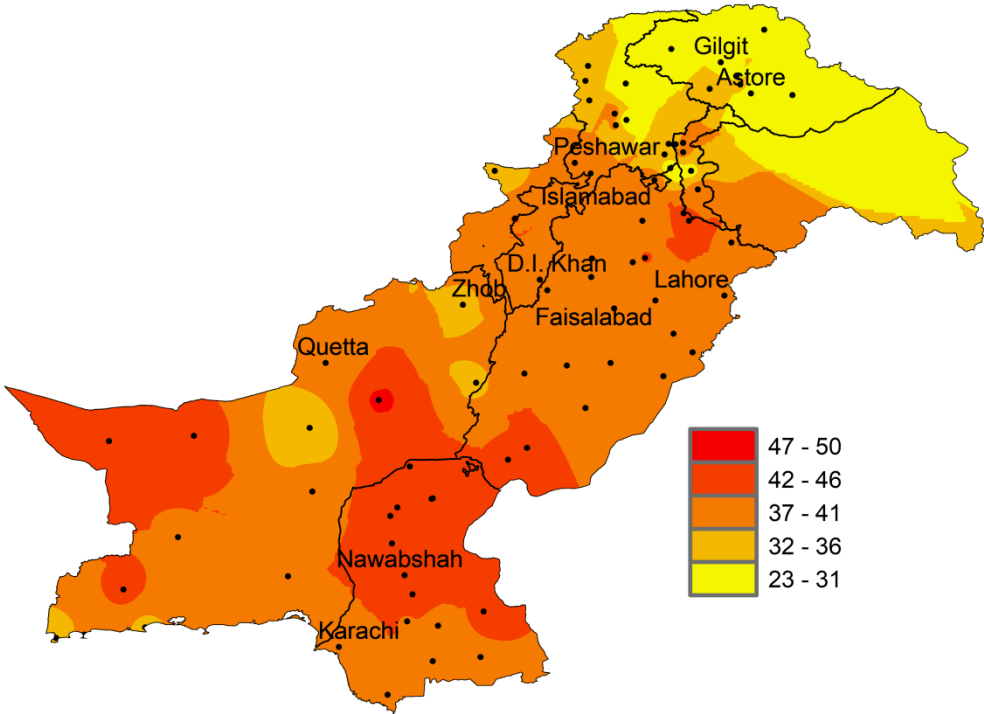 Gilgit
Astore
Peshawar
Islamabad
D.I. Khan
Zhob
Lahore
Faisalabad
Quetta
47 - 50
42 - 46
37 - 41
32 - 36
23 - 31
Nawabshah
Karachi